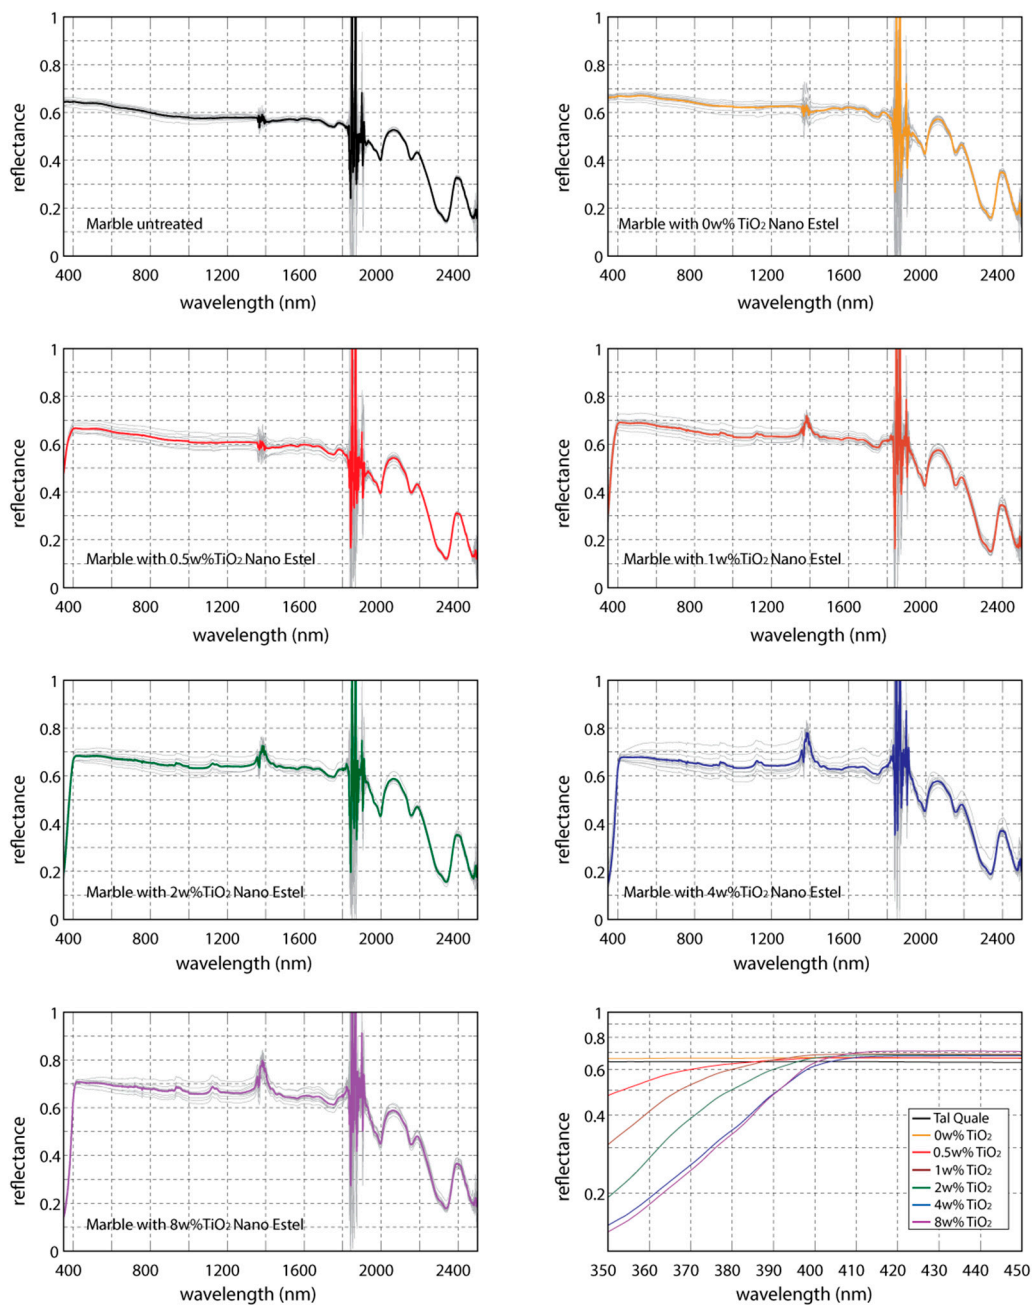 1
0.8
0.6
0.4
0.2
0
reflectance
Marble untreated
400 800 1200 1600 2000 2400
wavelength (nm)
1
0.8
0.6
0.4
0.2
0
reflectance
Marble with 0w% TiO₂ Nano Estel
400 800 1200 1600 2000 2400
wavelength (nm)
1
0.8
0.6
0.4
0.2
0
reflectance
Marble with 0.5w%TiO₂ Nano Estel
400 800 1200 1600 2000 2400
wavelength (nm)
1
0.8
0.6
0.4
0.2
0
reflectance
Marble with 1w%TiO₂ Nano Estel
400 800 1200 1600 2000 2400
wavelength (nm)
1
0.8
0.6
0.4
0.2
0
reflectance
Marble with 2w%TiO₂ Nano Estel
400 800 1200 1600 2000 2400
wavelength (nm)
1
0.8
0.6
0.4
0.2
0
reflectance
Marble with 4w%TiO₂ Nano Estel
400 800 1200 1600 2000 2400
wavelength (nm)
1
0.8
0.6
0.4
0.2
0
reflectance
Marble with 8w%TiO₂ Nano Estel
400 800 1200 1600 2000 2400
wavelength (nm)
1
0.8
0.6
0.4
0.2
reflectance
Tal Quale
0w% TiO₂
0.5w% TiO₂
1w% TiO₂
2w% TiO₂
4w% TiO₂
8w% TiO₂
350 360 370 380 390 400 410 420 430 440 450
wavelength (nm)